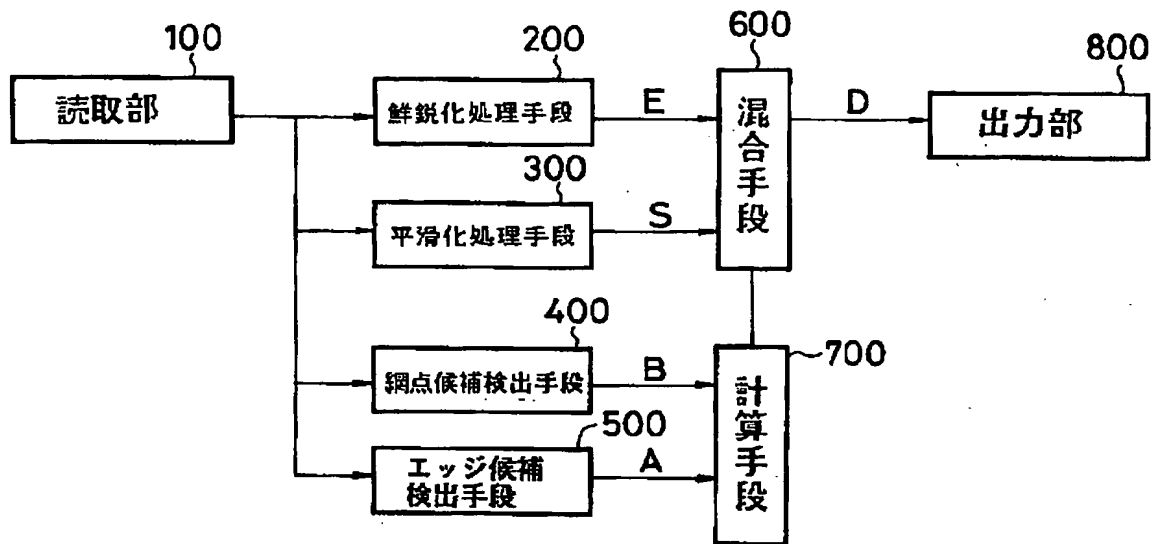 100
読取部
200
鮮鋭化処理手段
E
600
混合手段
D
800
出力部
300
平滑化処理手段
S
400
網点候補検出手段
B
700
計算手段
500
エッジ候補
検出手段
A